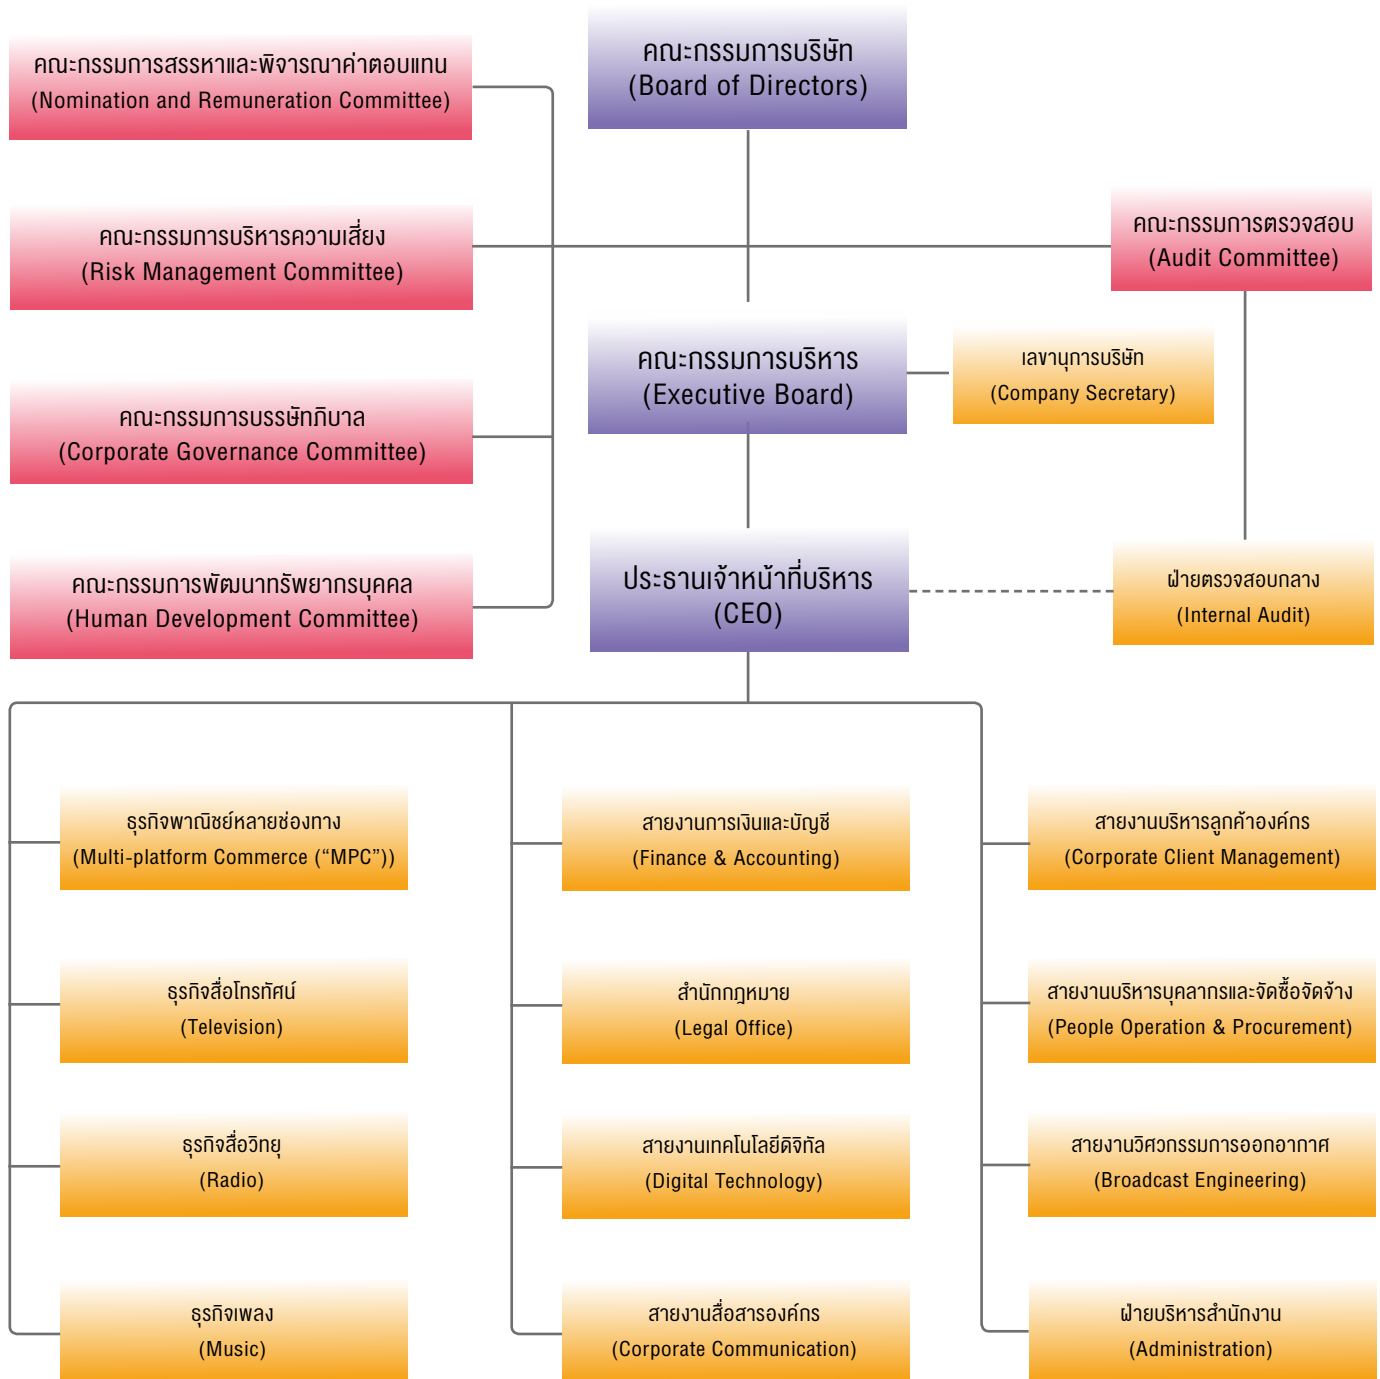 คณะกรรมการบริษัท
(Board of Directors)
คณะกรรมการสรรหาและพิจารณาค่าตอบแทน
(Nomination and Remuneration Committee)
คณะกรรมการบริหารความเสี่ยง
(Risk Management Committee)
คณะกรรมการตรวจสอบ
(Audit Committee)
คณะกรรมการบริหาร
(Executive Board)
เลขานุการบริษัท
(Company Secretary)
คณะกรรมการบรรษัทภิบาล
(Corporate Governance Committee)
คณะกรรมการพัฒนาทรัพยากรบุคคล
(Human Development Committee)
ประธานเจ้าหน้าที่บริหาร
(CEO)
ฝ่ายตรวจสอบกลาง
(Internal Audit)
ธุรกิจพาณิชย์หลายช่องทาง
(Multi-platform Commerce (“MPC”))
ธุรกิจสื่อโทรทัศน์
(Television)
ธุรกิจสื่อวิทยุ
(Radio)
ธุรกิจเพลง
(Music)
สายงานการเงินและบัญชี
(Finance & Accounting)
สำนักกฎหมาย
(Legal Office)
สายงานเทคโนโลยีดิจิทัล
(Digital Technology)
สายงานสื่อสารองค์กร
(Corporate Communication)
สายงานบริหารลูกค้าองค์กร
(Corporate Client Management)
สายงานบริหารบุคลากรและจัดซื้อจัดจ้าง
(People Operation & Procurement)
สายงานวิศวกรรมการออกอากาศ
(Broadcast Engineering)
ฝ่ายบริหารสำนักงาน
(Administration)